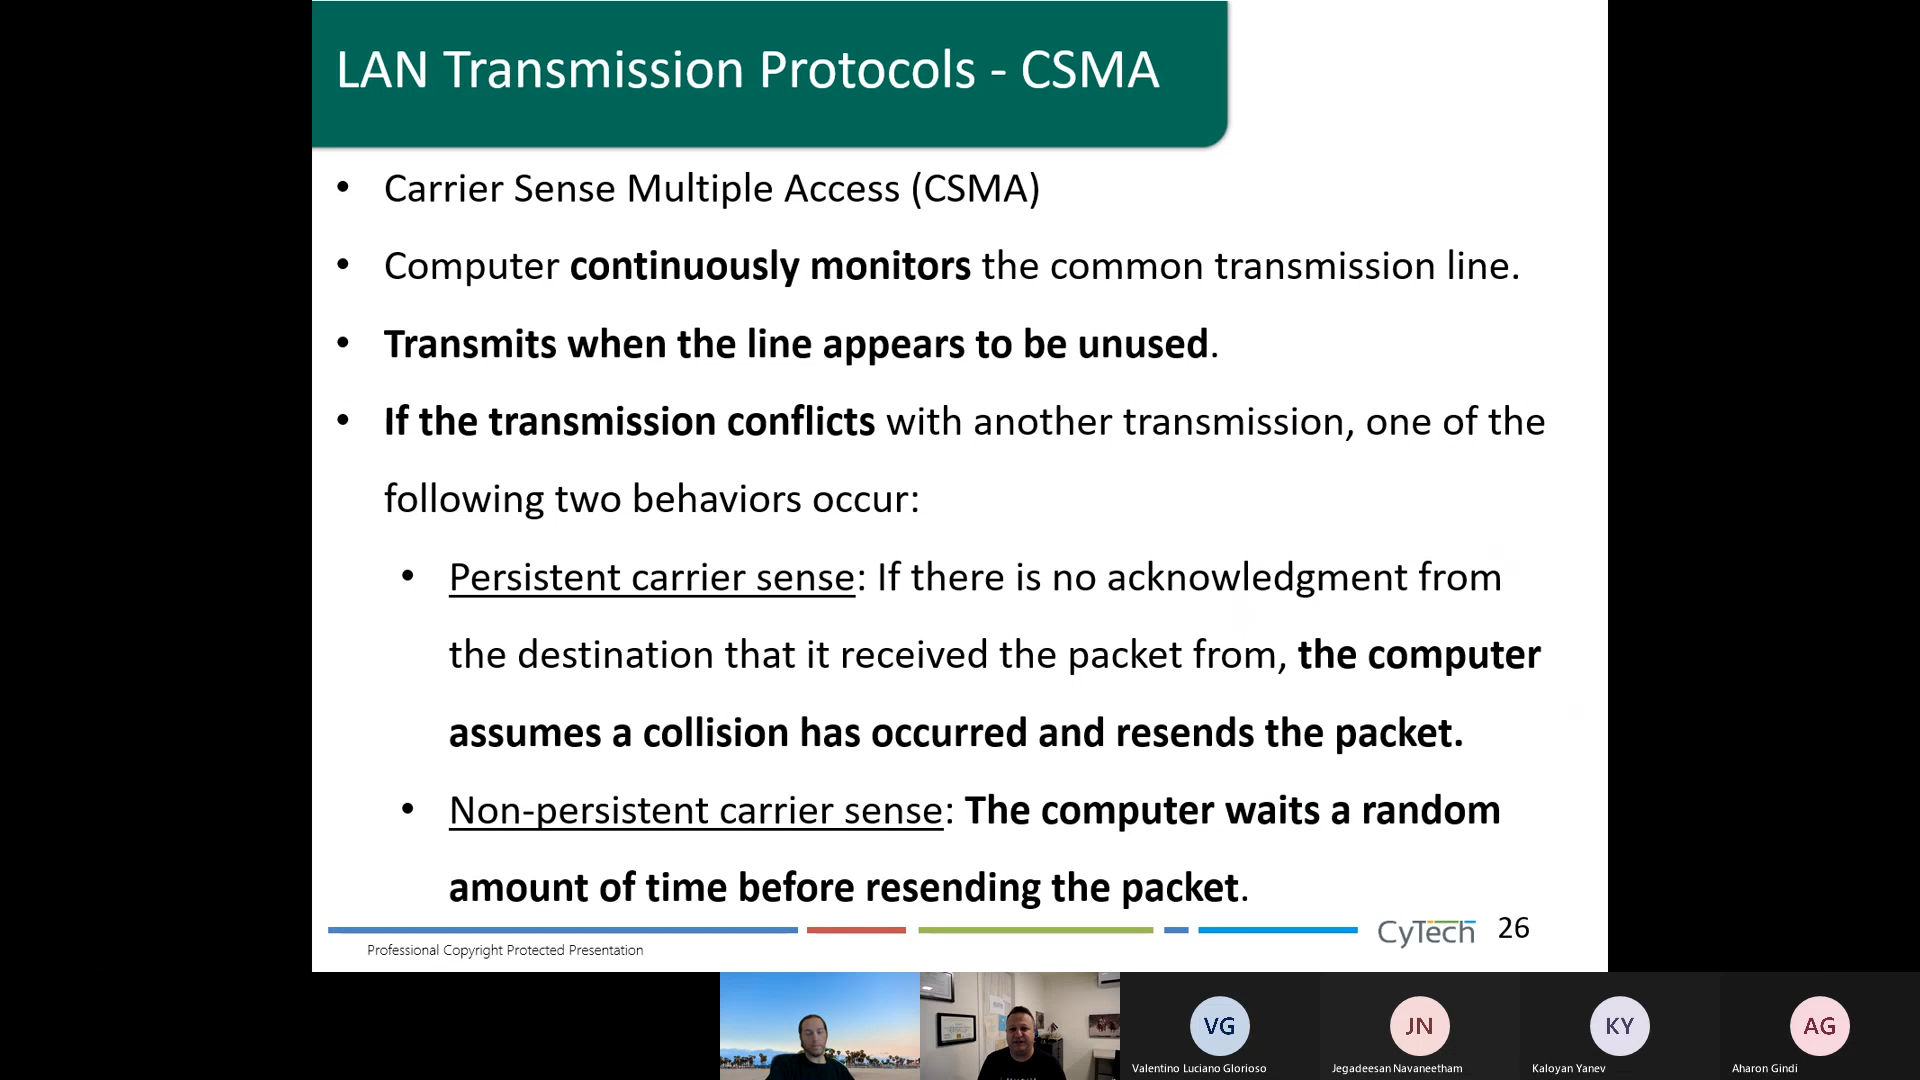 LAN Transmission Protocols - CSMA
• Carrier Sense Multiple Access (CSMA)
• Computer continuously monitors the common transmission line.
• Transmits when the line appears to be unused.
• If the transmission conflicts with another transmission, one of the
following two behaviors occur:
• Persistent carrier sense: If there is no acknowledgment from
the destination that it received the packet from, the computer
assumes a collision has occurred and resends the packet.
• Non-persistent carrier sense: The computer waits a random
amount of time before resending the packet.
CyTech 26
Professional Copyright Protected Presentation
VG JN KY AG
Valentino Luciano Glorioso Jegadeesan Navaneetham Kaloyan Yanev Aharon Gindi